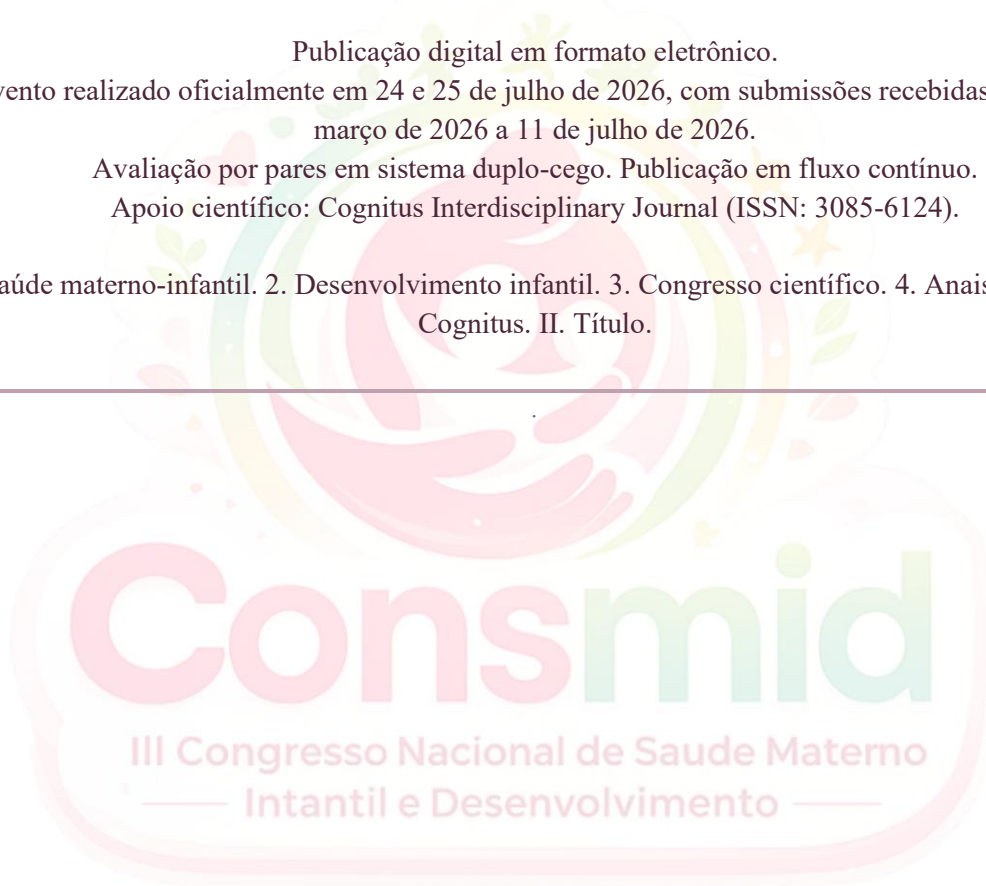 Publicação digital em formato eletrônico.
vento realizado oficialmente em 24 e 25 de julho de 2026, com submissões recebidas
março de 2026 a 11 de julho de 2026.
Avaliação por pares em sistema duplo-cego. Publicação em fluxo contínuo.
Apoio científico: Cognitus Interdisciplinary Journal (ISSN: 3085-6124).
aúde materno-infantil. 2. Desenvolvimento infantil. 3. Congresso científico. 4. Anais
Cognitus. II. Título.
.
Consmid
III Congresso Nacional de Saude Materno
Intantil e Desenvolvimento